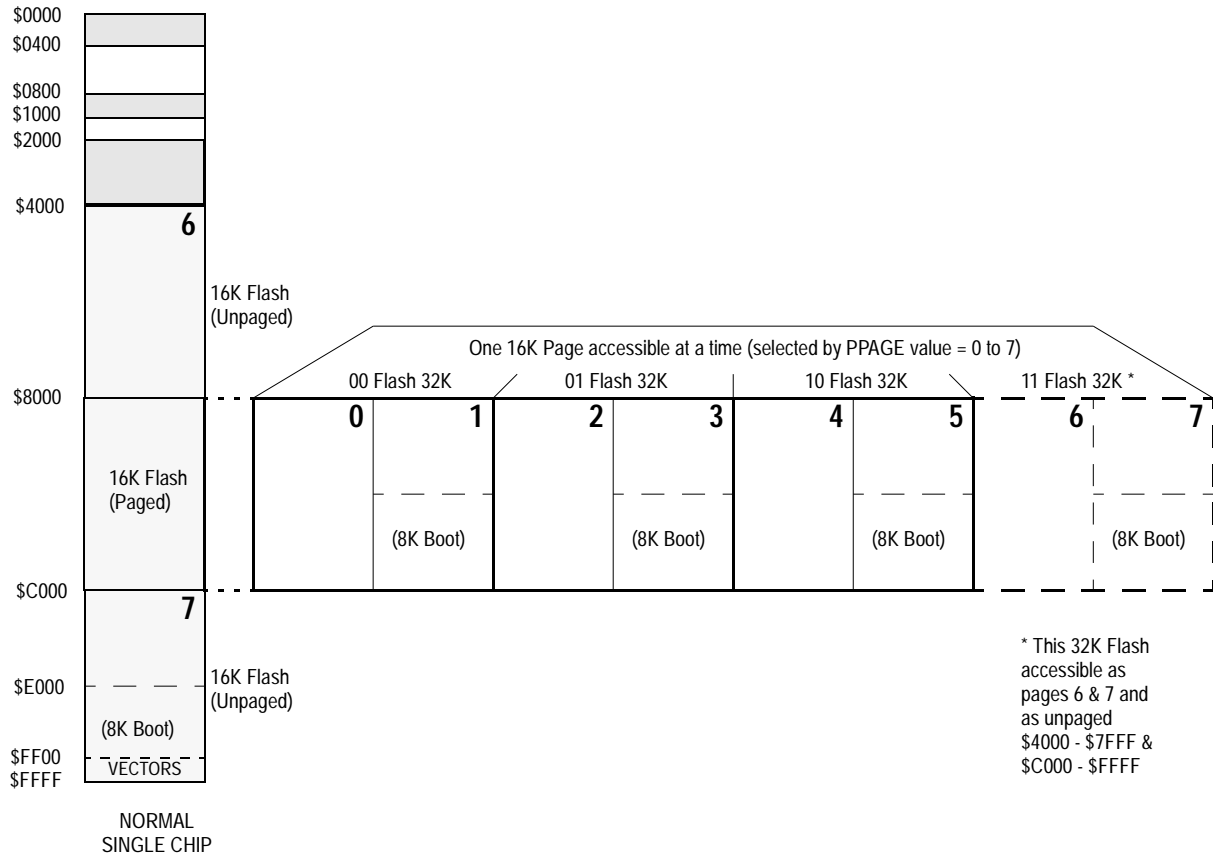 $0000
$0400
$0800
$1000
$2000
$4000
6
16K Flash
(Unpaged)
One 16K Page accessible at a time (selected by PPAGE value = 0 to 7)
00 Flash 32K
01 Flash 32K
10 Flash 32K
11 Flash 32K *
$8000
0
1
2
3
4
5
6
7
16K Flash
(Paged)
(8K Boot)
(8K Boot)
(8K Boot)
(8K Boot)
$C000
7
16K Flash
(Unpaged)
$E000
(8K Boot)
$FF00
VECTORS
$FFFF
* This 32K Flash
accessible as
pages 6 & 7 and
as unpaged
$4000 - $7FFF &
$C000 - $FFFF
NORMAL
SINGLE CHIP